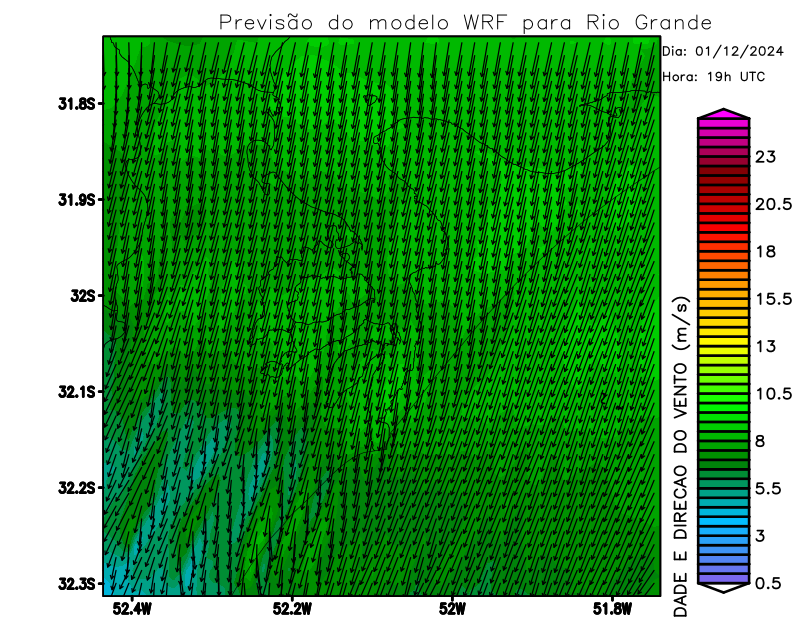 Previsão do modelo WRF para Rio Grande
Dia: 01/12/2024
Hora: 19h UTC
31.8S
31.9S
32S
32.1S
32.2S
32.3S
52.4W
52.2W
52W
51.8W
23
20.5
18
15.5
13
10.5
8
5.5
3
0.5
DADE E DIRECAO DO VENTO (m/s)